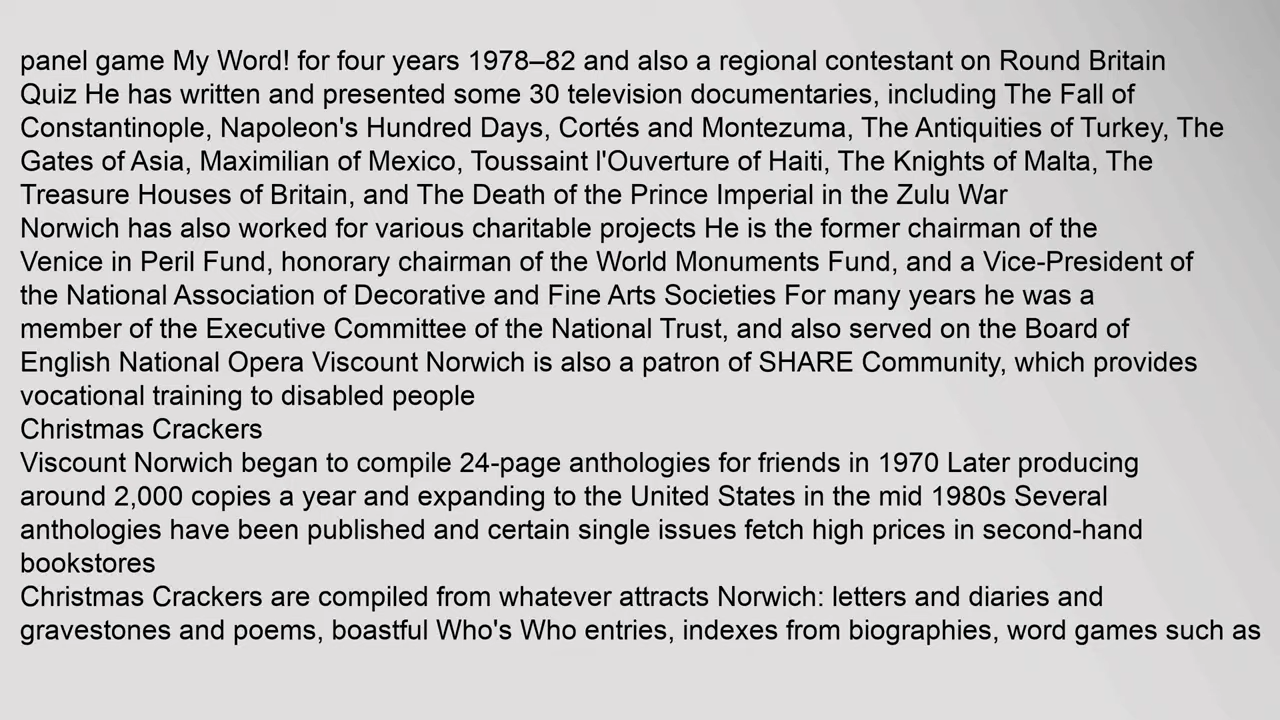 panel game My Word! for four years 1978–82 and also a regional contestant on Round Britain
Quiz He has written and presented some 30 television documentaries, including The Fall of
Constantinople, Napoleon's Hundred Days, Cortés and Montezuma, The Antiquities of Turkey, The
Gates of Asia, Maximilian of Mexico, Toussaint l'Ouverture of Haiti, The Knights of Malta, The
Treasure Houses of Britain, and The Death of the Prince Imperial in the Zulu War
Norwich has also worked for various charitable projects He is the former chairman of the
Venice in Peril Fund, honorary chairman of the World Monuments Fund, and a Vice-President of
the National Association of Decorative and Fine Arts Societies For many years he was a
member of the Executive Committee of the National Trust, and also served on the Board of
English National Opera Viscount Norwich is also a patron of SHARE Community, which provides
vocational training to disabled people
Christmas Crackers
Viscount Norwich began to compile 24-page anthologies for friends in 1970 Later producing
around 2,000 copies a year and expanding to the United States in the mid 1980s Several
anthologies have been published and certain single issues fetch high prices in second-hand
bookstores
Christmas Crackers are compiled from whatever attracts Norwich: letters and diaries and
gravestones and poems, boastful Who's Who entries, indexes from biographies, word games such as